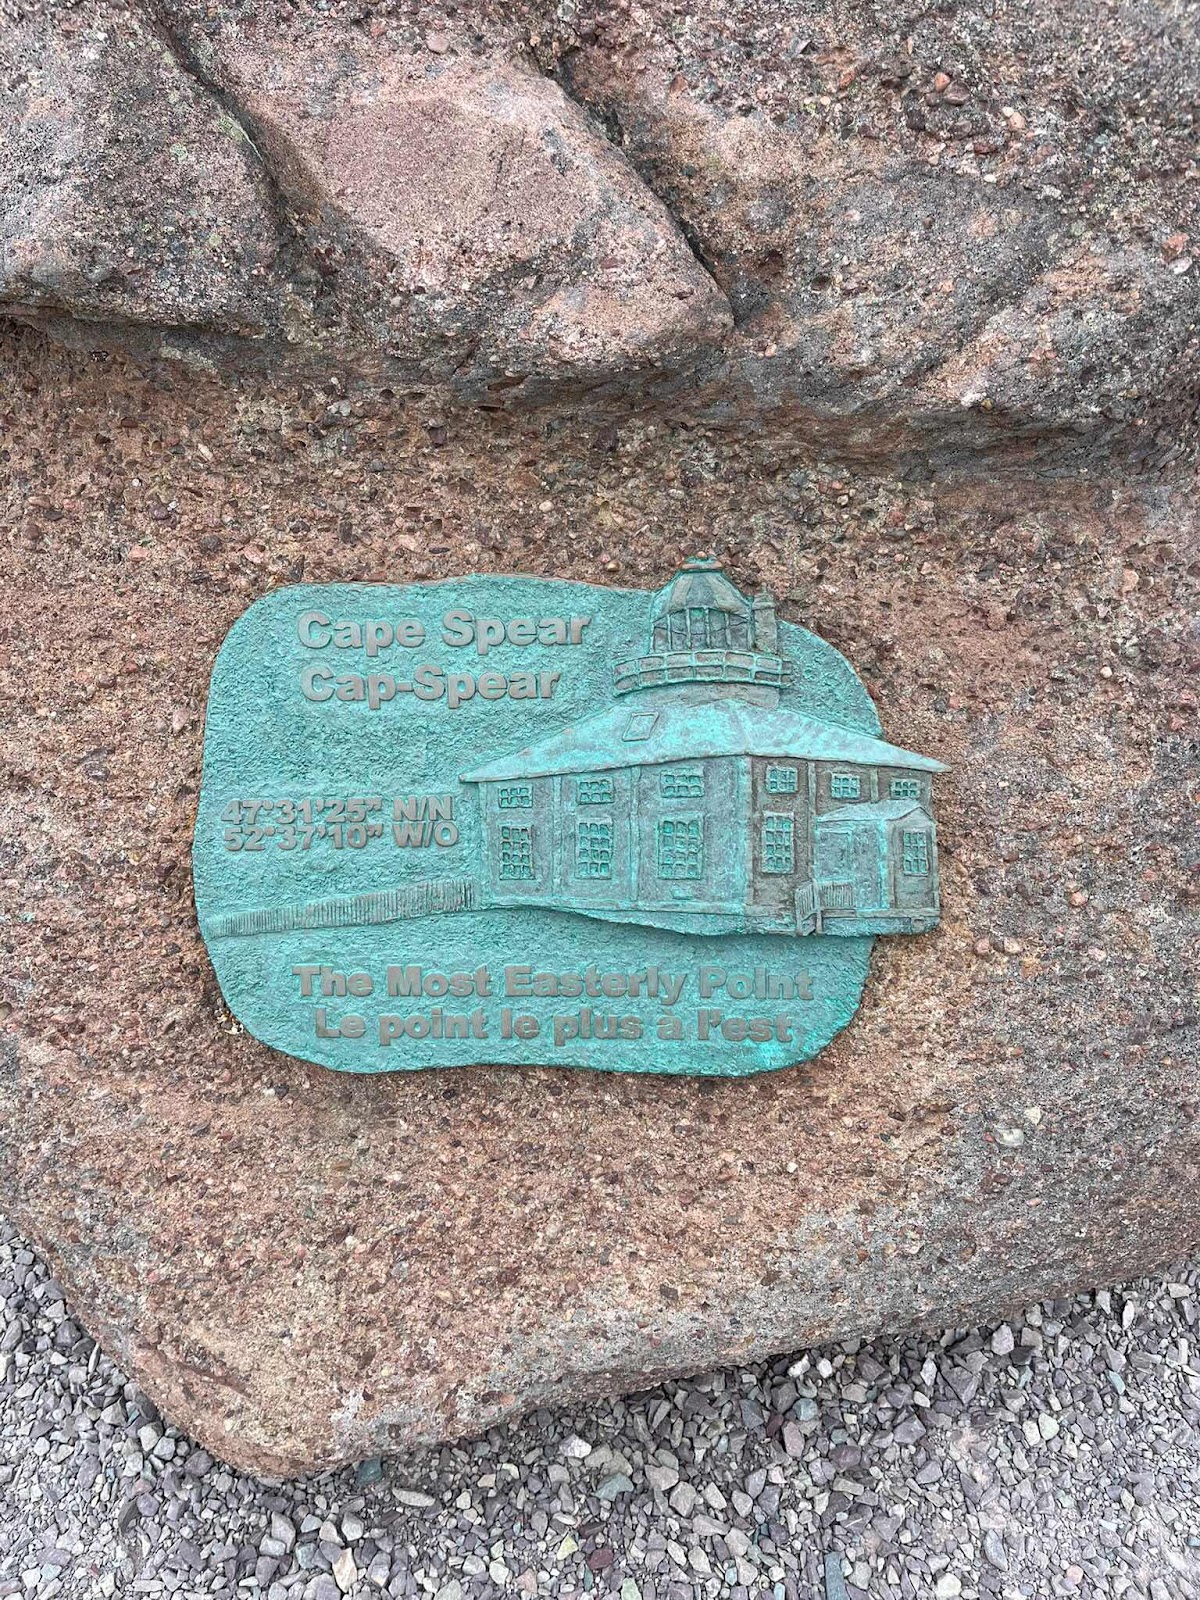 Cape Spear
Cap-Spear
47°31'25" N/N
52°37'10" W/O
The Most Easterly Point
Le point le plus à l'est